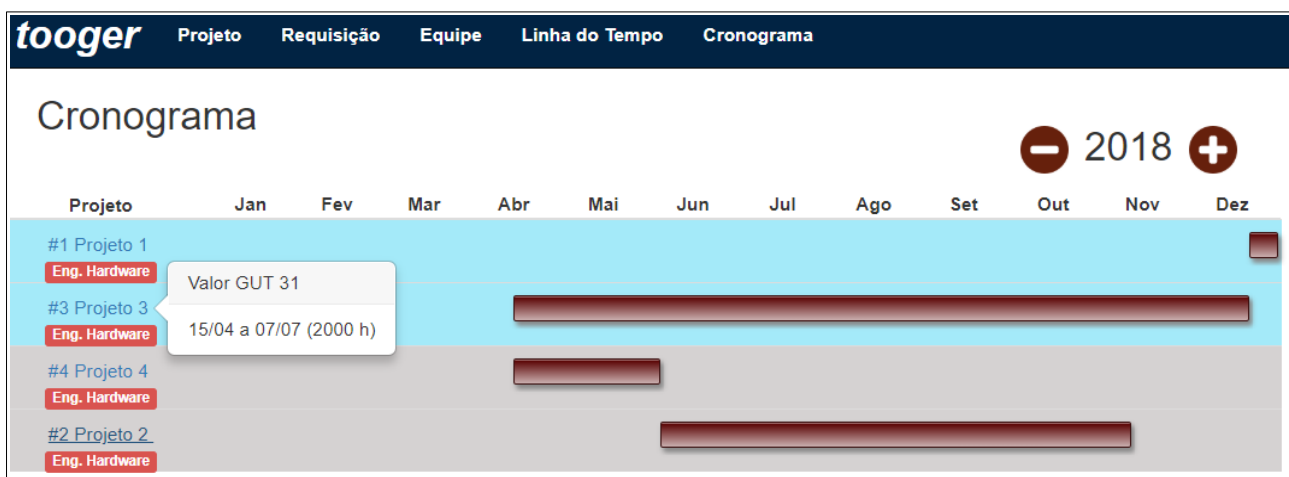 tooger Projeto Requisição Equipe Linha do Tempo Cronograma
Cronograma
2018
Projeto Jan Fev Mar Abr Mai Jun Jul Ago Set Out Nov Dez
#1 Projeto 1
Eng. Hardware
#3 Projeto 3
Eng. Hardware
Valor GUT 31
15/04 a 07/07 (2000 h)
#4 Projeto 4
Eng. Hardware
#2 Projeto 2
Eng. Hardware